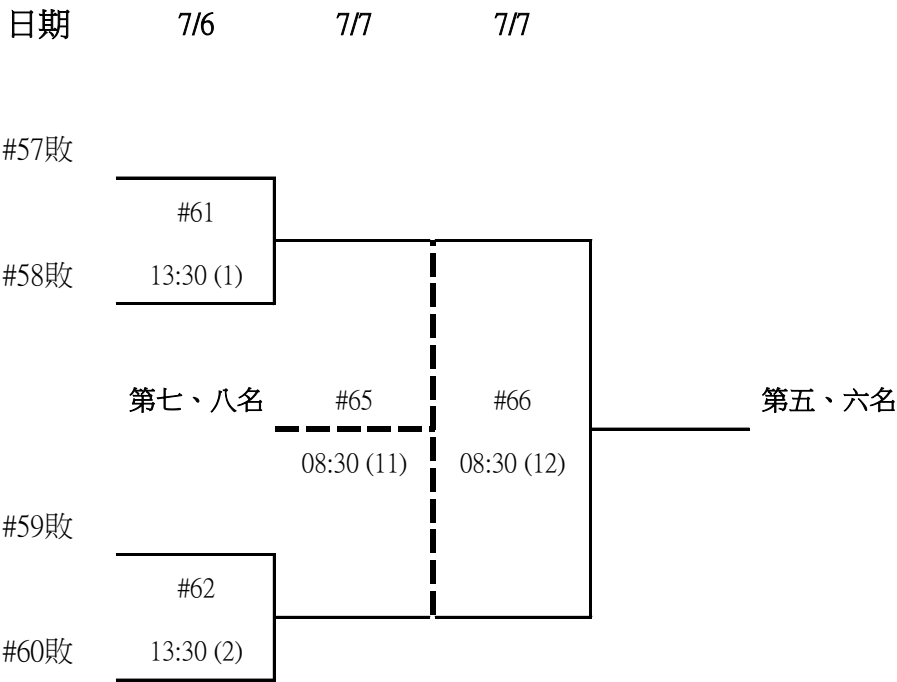 日期 7/6 7/7 7/7
#57敗
#61
#58敗 13:30 (1)
第七、八名 #65 #66 第五、六名
08:30 (11) 08:30 (12)
#59敗
#62
#60敗 13:30 (2)